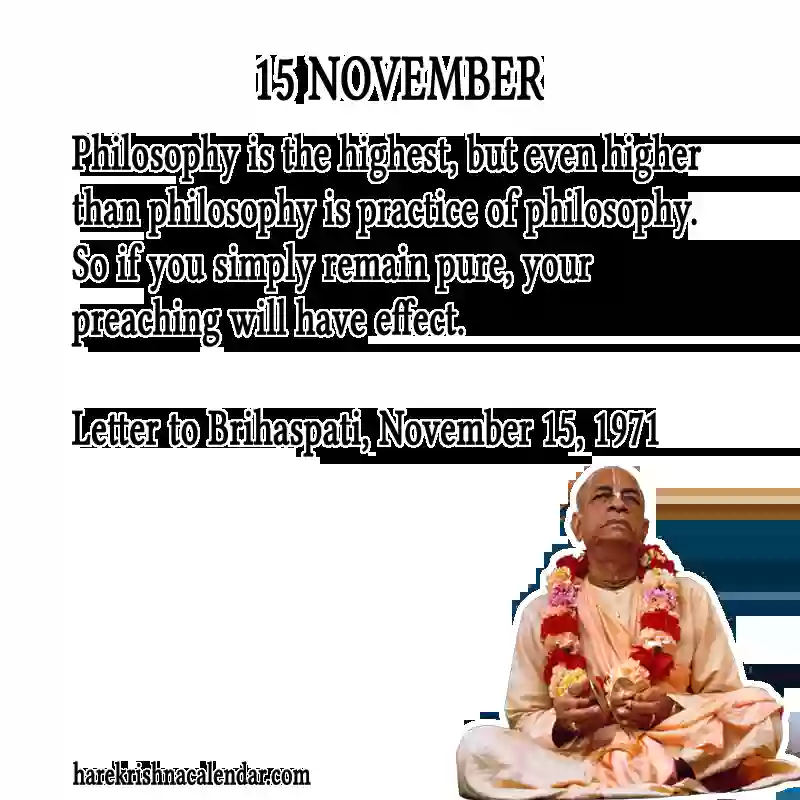 15 NOVEMBER
Philosophy is the highest, but even higher
than philosophy is practice of philosophy.
So if you simply remain pure, your
preaching will have effect.
Letter to Brihaspati, November 15, 1971
harekrishnacalendar.com